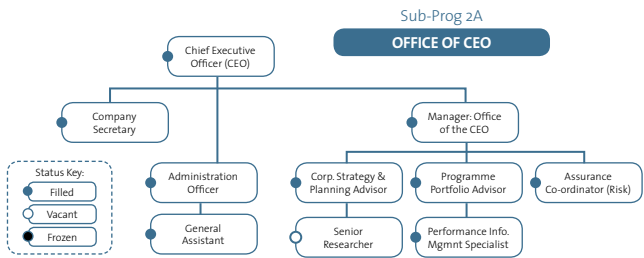 Sub-Prog 2A
OFFICE OF CEO
Chief Executive
Officer (CEO)
Company
Secretary
Manager: Office
of the CEO
Status Key:
Filled
Vacant
Frozen
Administration
Officer
Corp. Strategy &
Planning Advisor
Programme
Portfolio Advisor
Assurance
Co-ordinator (Risk)
General
Assistant
Senior
Researcher
Performance Info.
Mgmnt Specialist